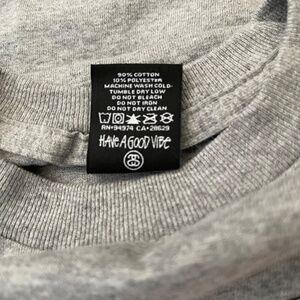 90% COTTON
10% POLYESTER
MACHINE WASH COLD-
TUMBLE DRY LOW
DO NOT BLEACH
DO NOT IRON
DO NOT DRY CLEAN
RN#94974 CA#28629
HAVE A GOOD VIBE